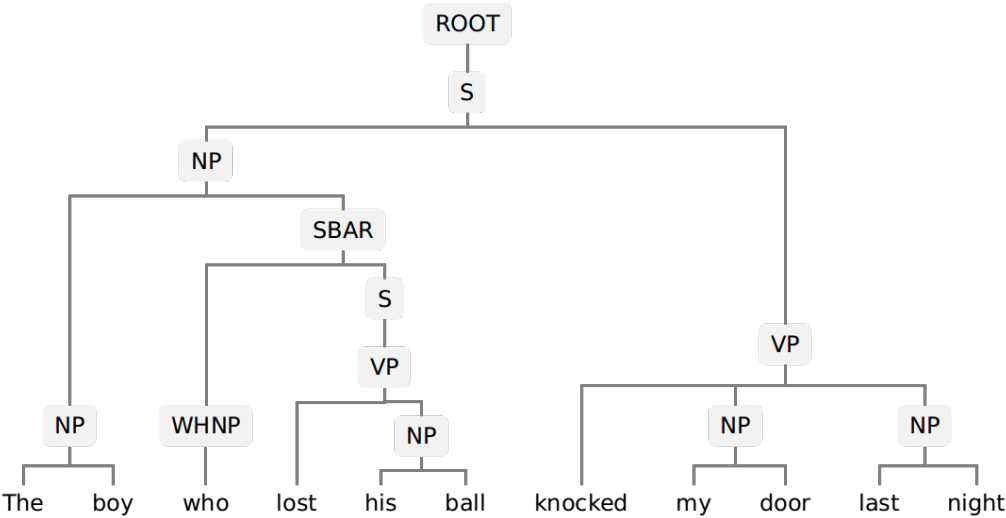 ROOT
S
NP
SBAR
S
VP
VP
NP WHNP NP NP NP
The boy who lost his ball knocked my door last night